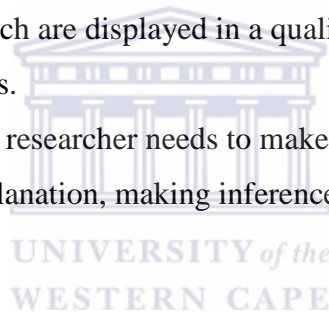 ch are displayed in a quali
s.
researcher needs to make
lanation, making inference
UNIVERSITY of the
WESTERN CAPE